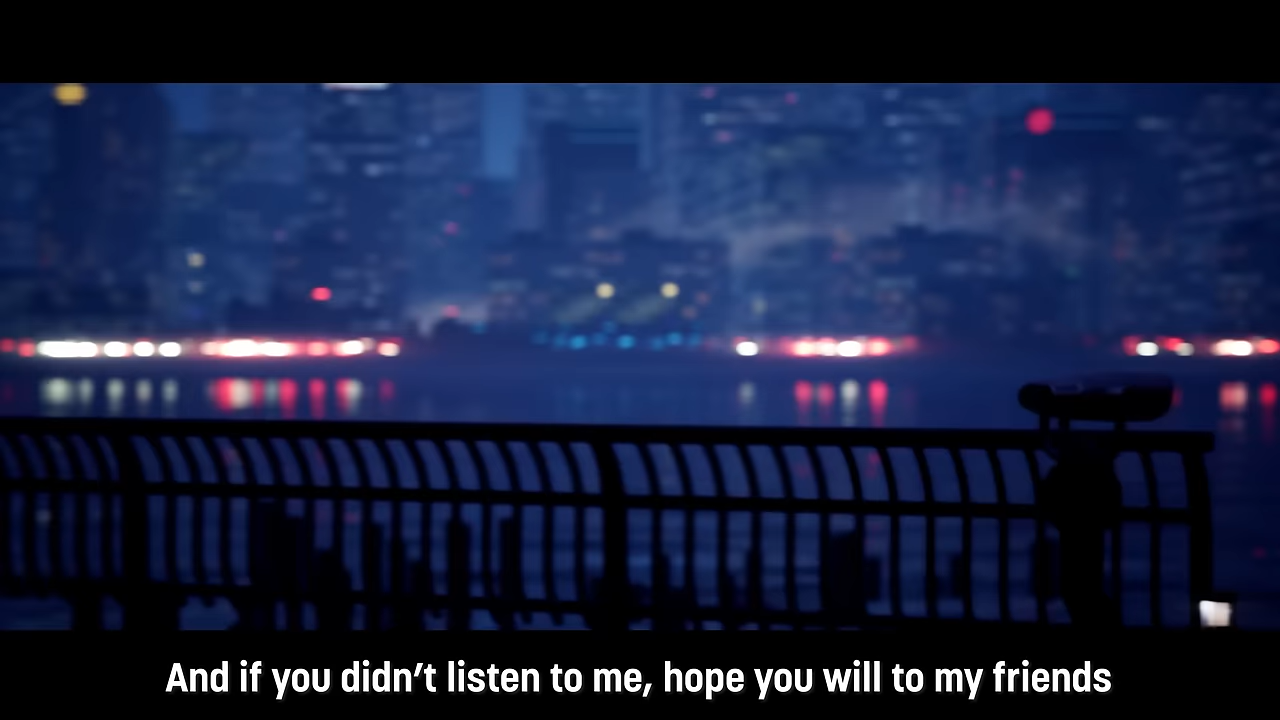 And if you didn’t listen to me, hope you will to my friends